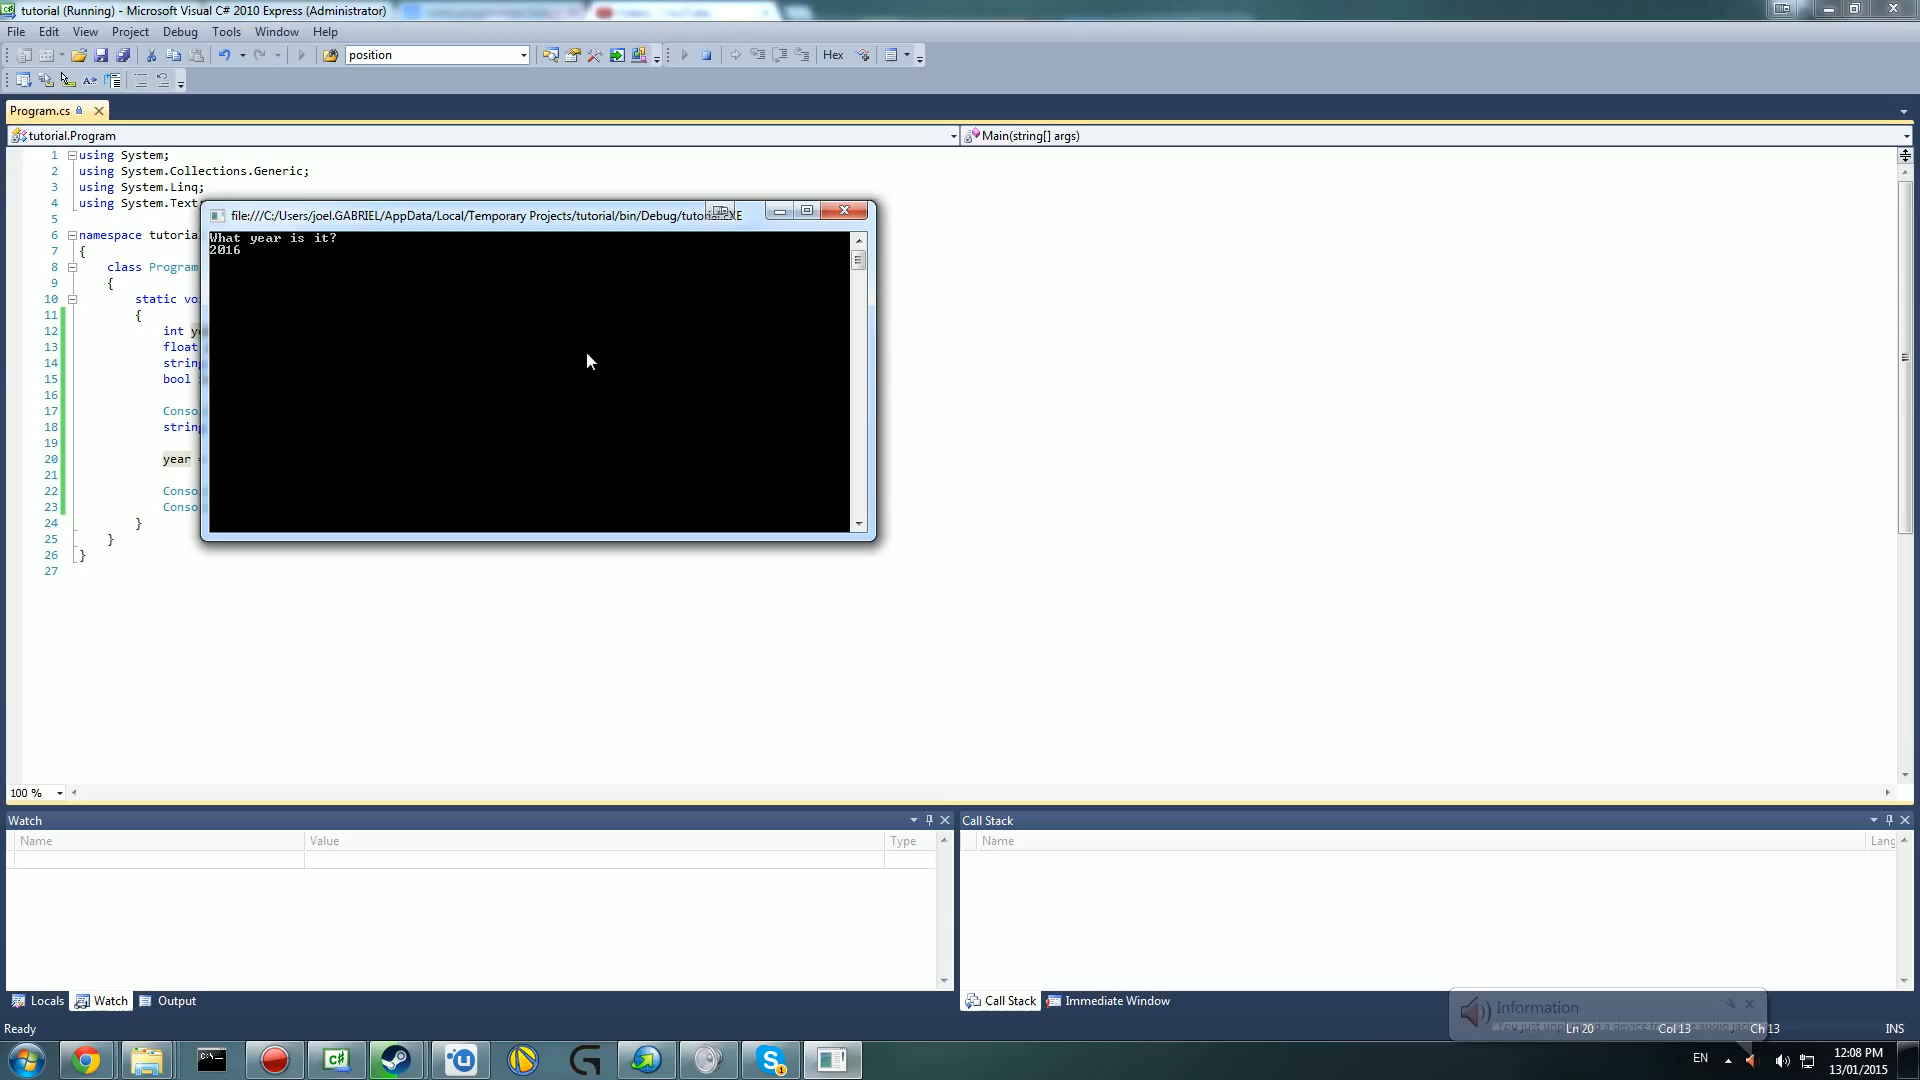 tutorial (Running) - Microsoft Visual C# 2010 Express (Administrator)
File Edit View Project Debug Tools Window Help
position
Hex
Program.cs
tutorial.Program
Main(string[] args)
1 using System;
2 using System.Collections.Generic;
3 using System.Linq;
4 using System.Text
5
6 namespace tutorial
7 {
8 class Program
9 {
10 static vo
11 {
12 int ye
13 float
14 string
15 bool
16
17 Conso
18 string
19
20 year =
21
22 Conso
23 Conso
24 }
25 }
26 }
27
file:///C:/Users/joel.GABRIEL/AppData/Local/Temporary Projects/tutorial/bin/Debug/tutorial.EXE
What year is it?
2016
100 %
Watch
Name Value Type
Call Stack
Name Lang
Locals Watch Output
Call Stack Immediate Window
Information
Ready
Ln 20 Col 13 Ch 13 INS
EN
12:08 PM
13/01/2015